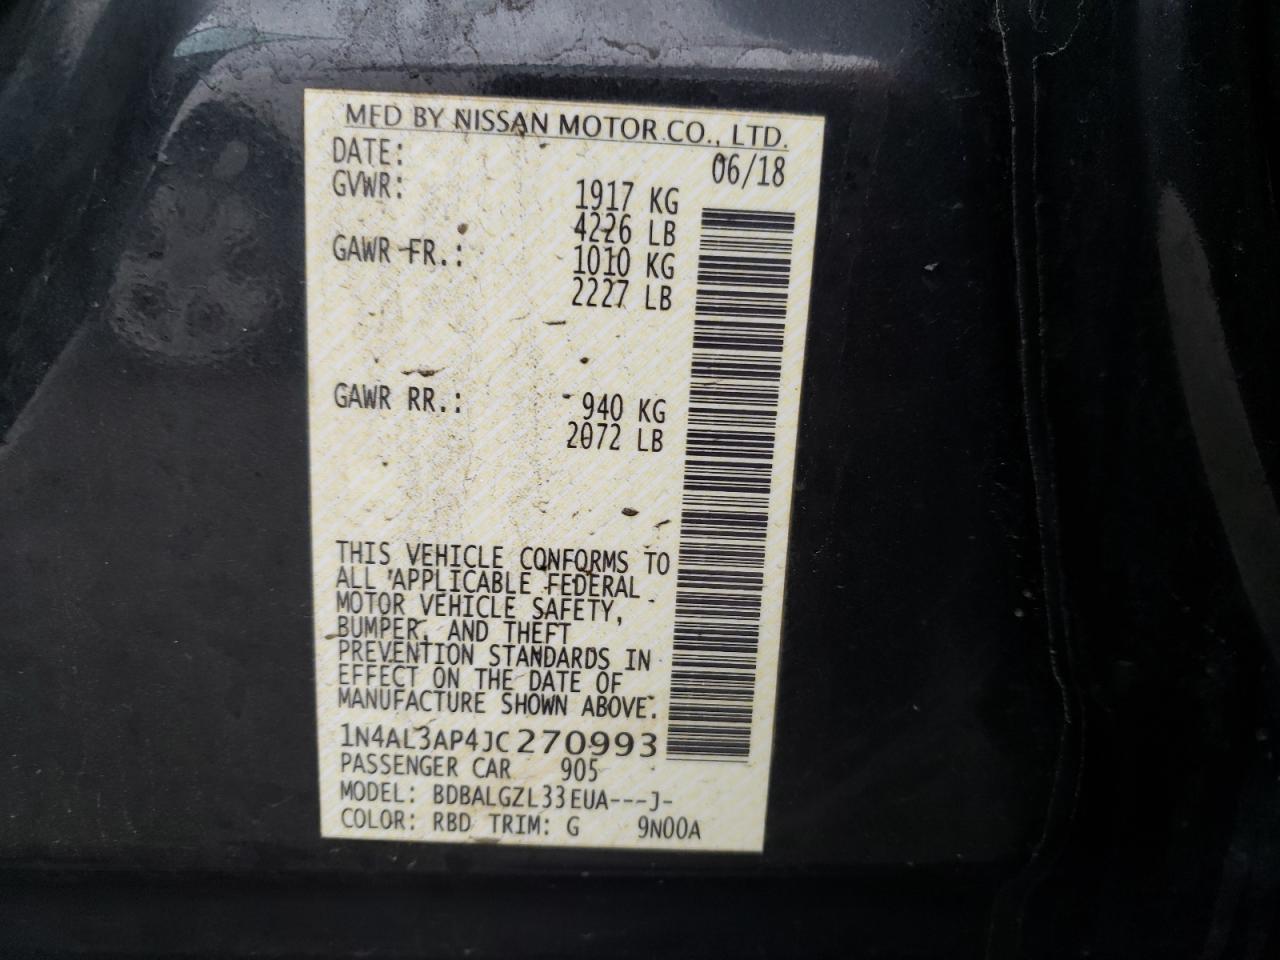 MFD BY NISSAN MOTOR CO., LTD.
DATE: 06/18
GVWR: 1917 KG
4226 LB
GAWR FR.: 1010 KG
2227 LB
GAWR RR.: 940 KG
2072 LB
THIS VEHICLE CONFORMS TO
ALL APPLICABLE FEDERAL
MOTOR VEHICLE SAFETY,
BUMPER, AND THEFT
PREVENTION STANDARDS IN
EFFECT ON THE DATE OF
MANUFACTURE SHOWN ABOVE.
1N4AL3AP4JC270993
PASSENGER CAR 905
MODEL: BDBALGZL33EUA---J-
COLOR: RBD TRIM: G 9N00A